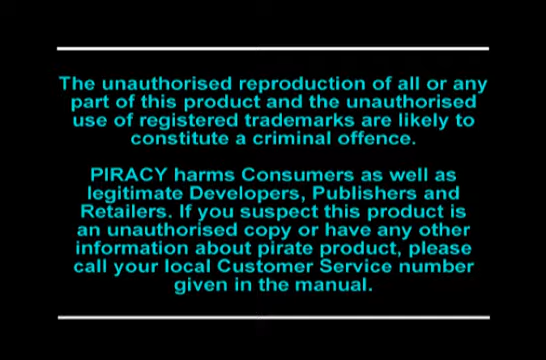 The unauthorised reproduction of all or any
part of this product and the unauthorised
use of registered trademarks are likely to
constitute a criminal offence.
PIRACY harms Consumers as well as
legitimate Developers, Publishers and
Retailers. If you suspect this product is
an unauthorised copy or have any other
information about pirate product, please
call your local Customer Service number
given in the manual.